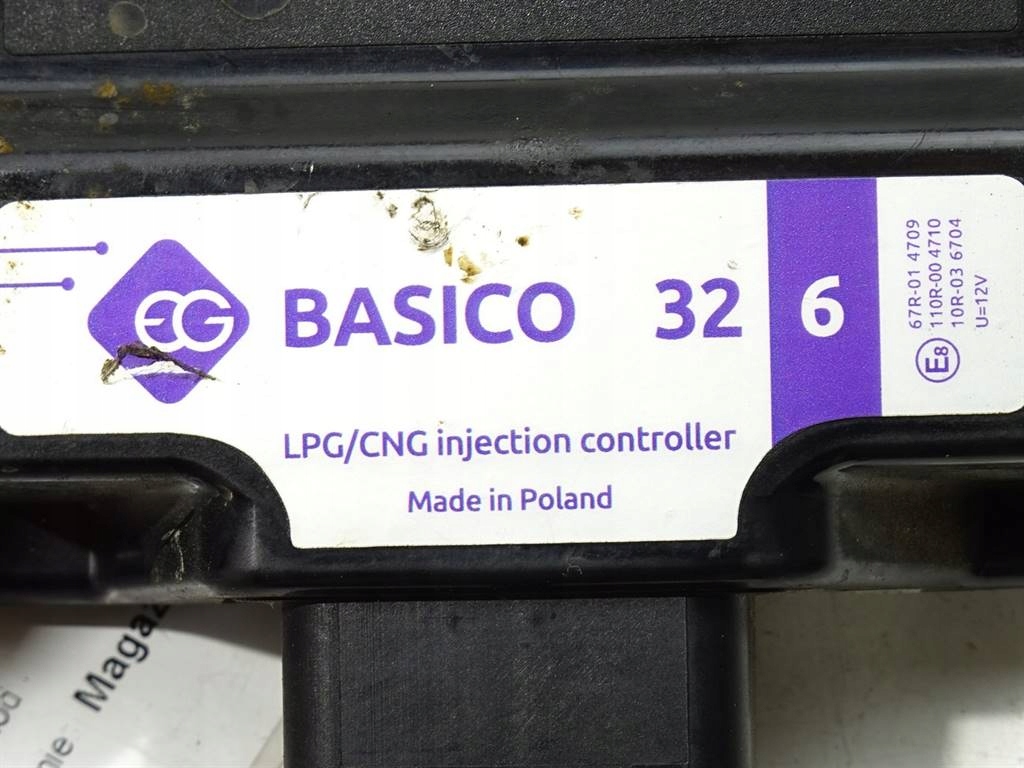 EG BASICO 32 6
LPG/CNG injection controller
Made in Poland
67R-01 4709
E8 110R-00 4710
10R-03 6704
U=12V